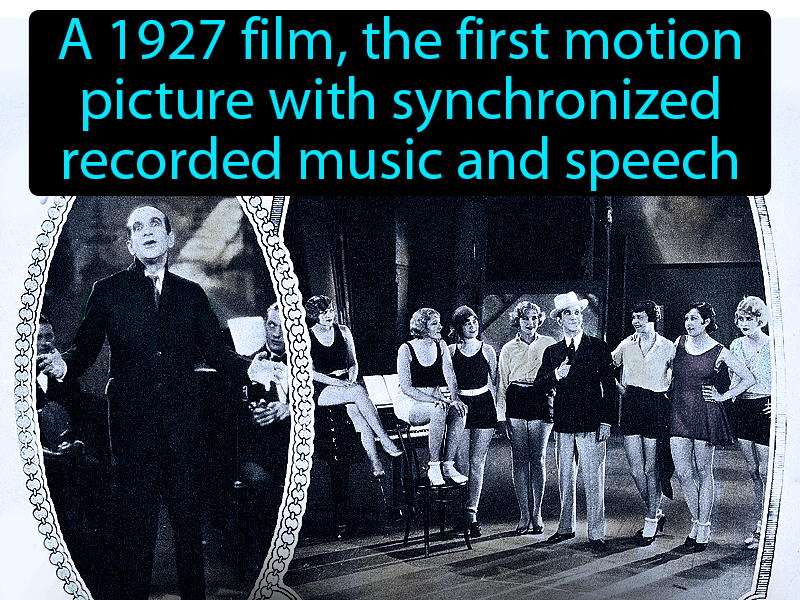 A 1927 film, the first motion
picture with synchronized
recorded music and speech